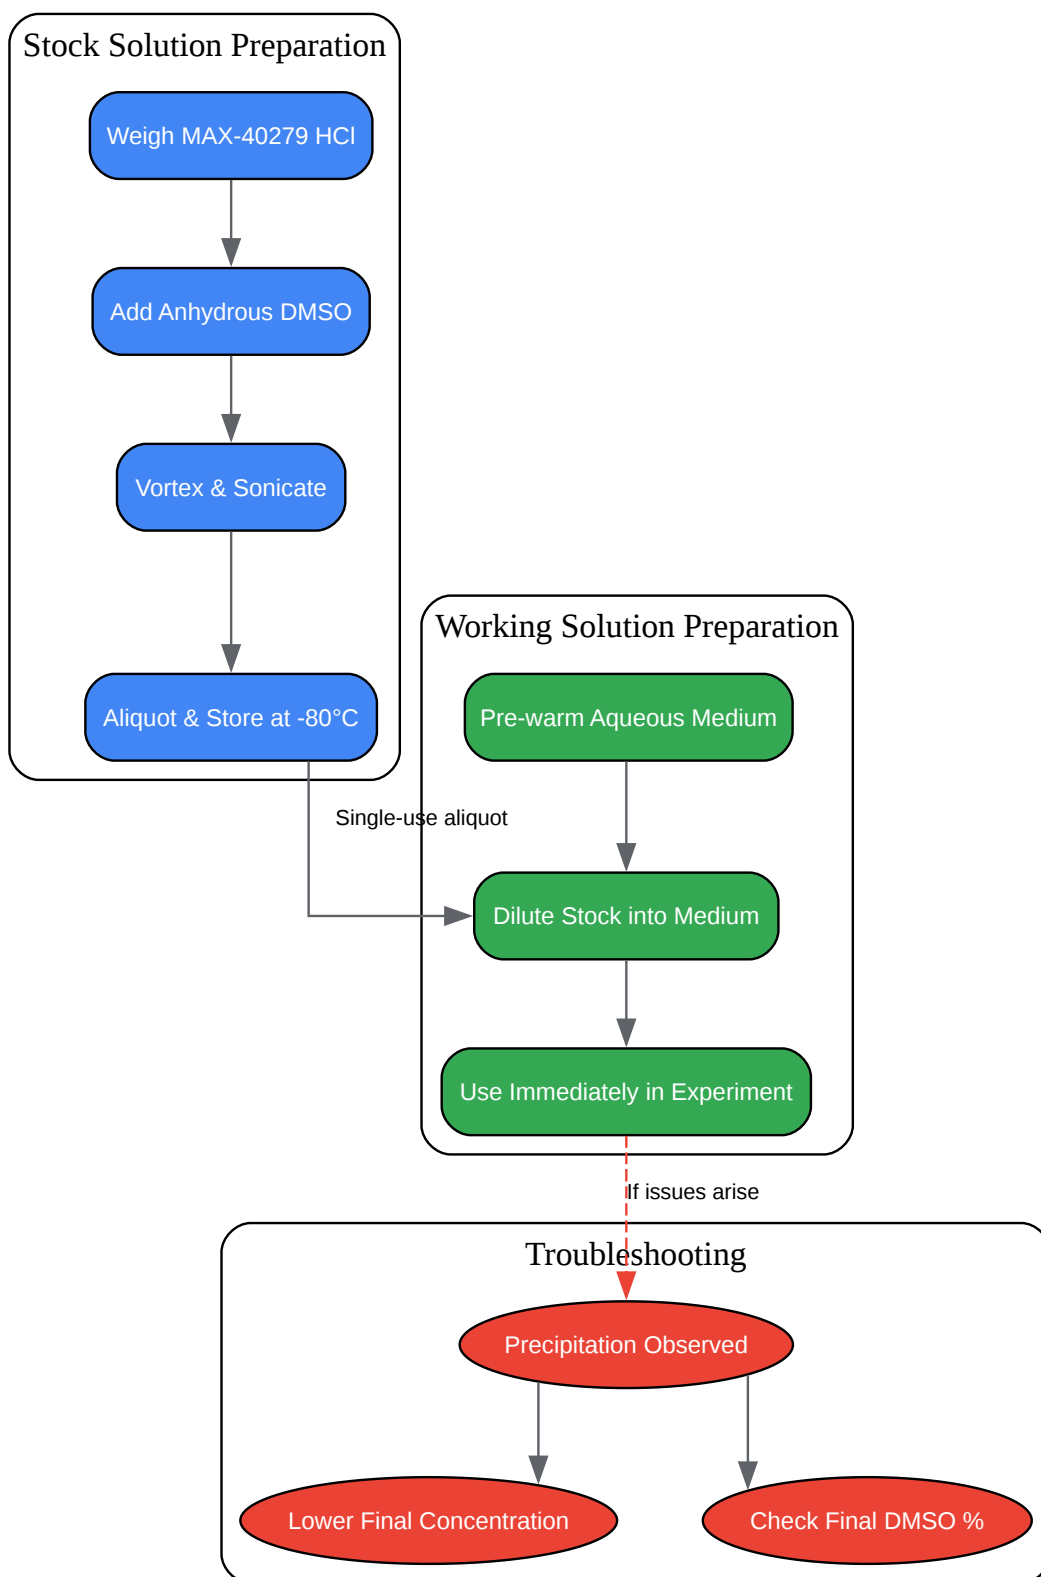 Stock Solution Preparation
Weigh MAX-40279 HCl
Add Anhydrous DMSO
Vortex & Sonicate
Aliquot & Store at -80°C
Single-use aliquot
Working Solution Preparation
Pre-warm Aqueous Medium
Dilute Stock into Medium
Use Immediately in Experiment
If issues arise
Troubleshooting
Precipitation Observed
Lower Final Concentration
Check Final DMSO %